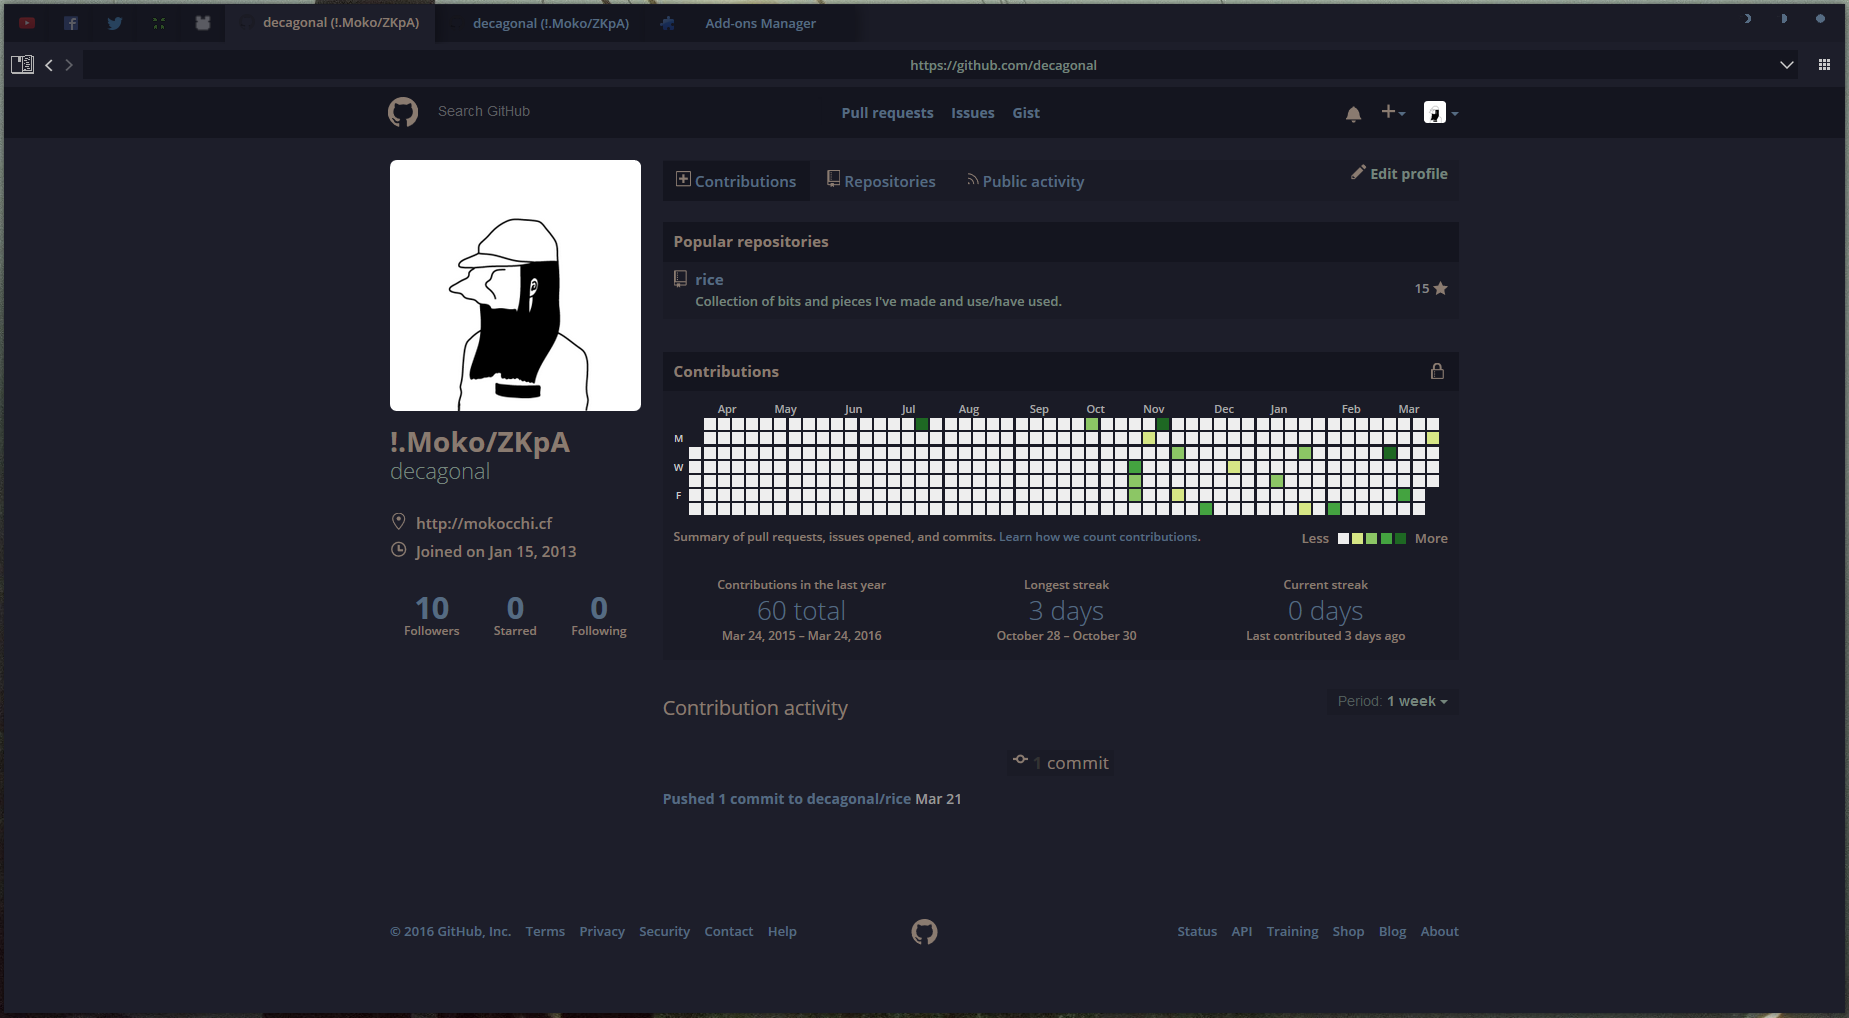 decagonal (!.Moko/ZKpA)
decagonal (!.Moko/ZKpA)
Add-ons Manager
https://github.com/decagonal
Search GitHub
Pull requests
Issues
Gist
Contributions
Repositories
Public activity
Edit profile
Popular repositories
rice
Collection of bits and pieces I've made and use/have used.
15
!.Moko/ZKpA
decagonal
http://mokocchi.cf
Joined on Jan 15, 2013
10
Followers
0
Starred
0
Following
Contributions
Apr May Jun Jul Aug Sep Oct Nov Dec Jan Feb Mar
M
W
F
Summary of pull requests, issues opened, and commits. Learn how we count contributions.
Less
More
Contributions in the last year
60 total
Mar 24, 2015 – Mar 24, 2016
Longest streak
3 days
October 28 – October 30
Current streak
0 days
Last contributed 3 days ago
Contribution activity
Period: 1 week
1 commit
Pushed 1 commit to decagonal/rice Mar 21
© 2016 GitHub, Inc. Terms Privacy Security Contact Help
Status API Training Shop Blog About